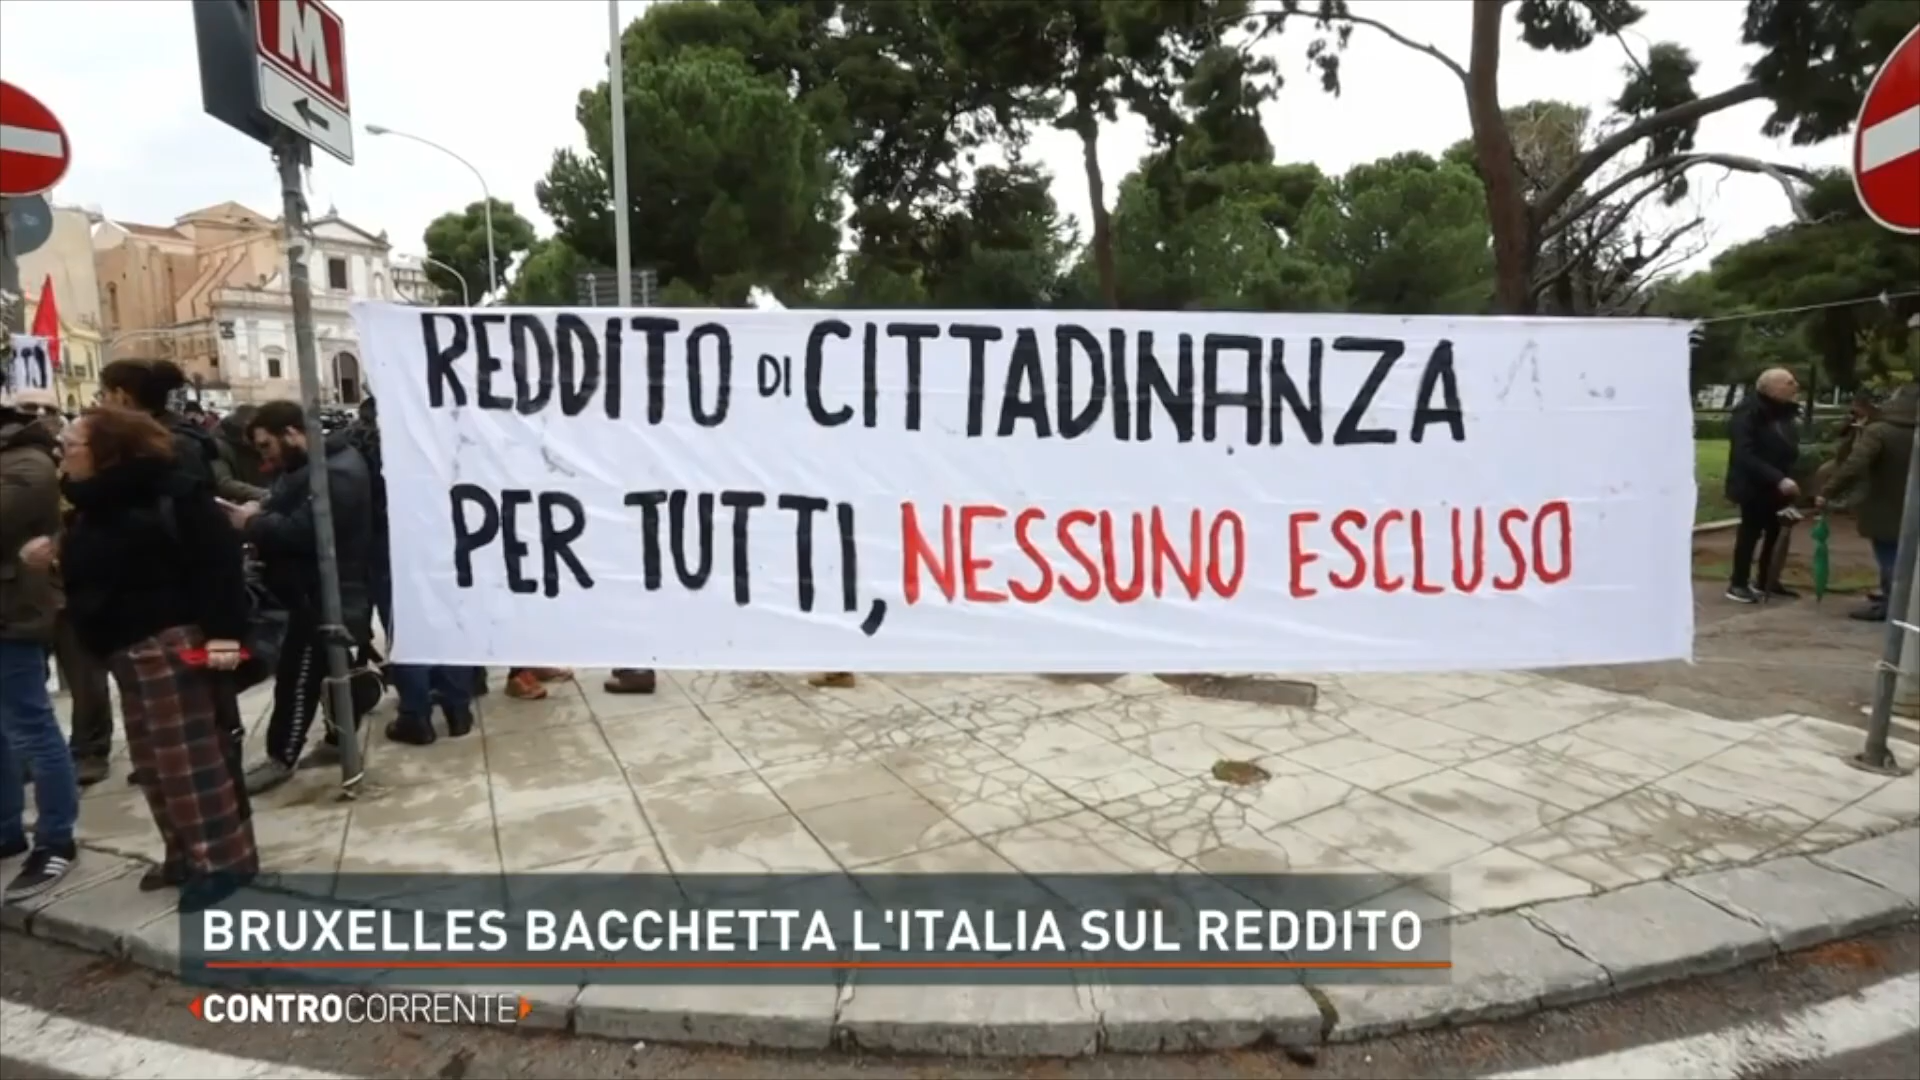 M
REDDITO DI CITTADINANZA
PER TUTTI, NESSUNO ESCLUSO
BRUXELLES BACCHETTA L'ITALIA SUL REDDITO
CONTROCORRENTE